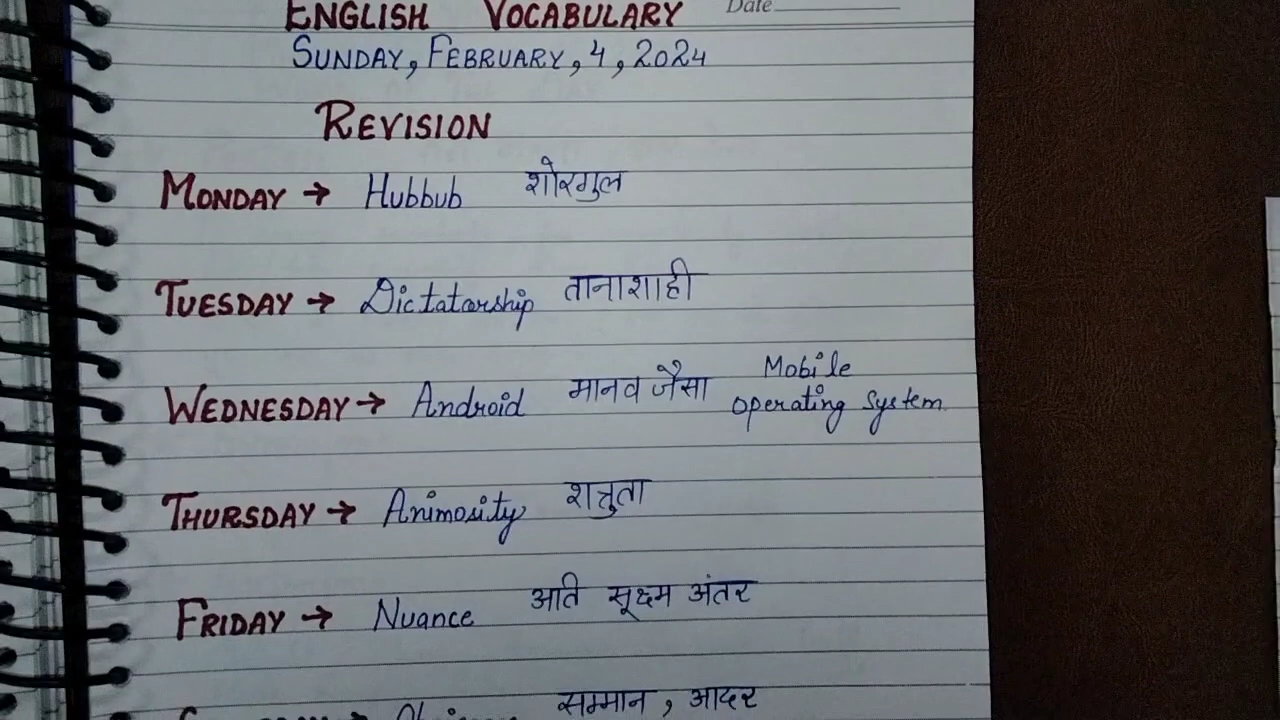 ENGLISH VOCABULARY Date
SUNDAY, FEBRUARY, 4, 2024
REVISION
MONDAY → Hubbub शोरगुल
TUESDAY → Dictatorship तानाशाही
WEDNESDAY → Android मानव जैसा Mobile operating system
THURSDAY → Animosity शत्रुता
FRIDAY → Nuance अति सूक्ष्म अंतर
सम्मान , आदर